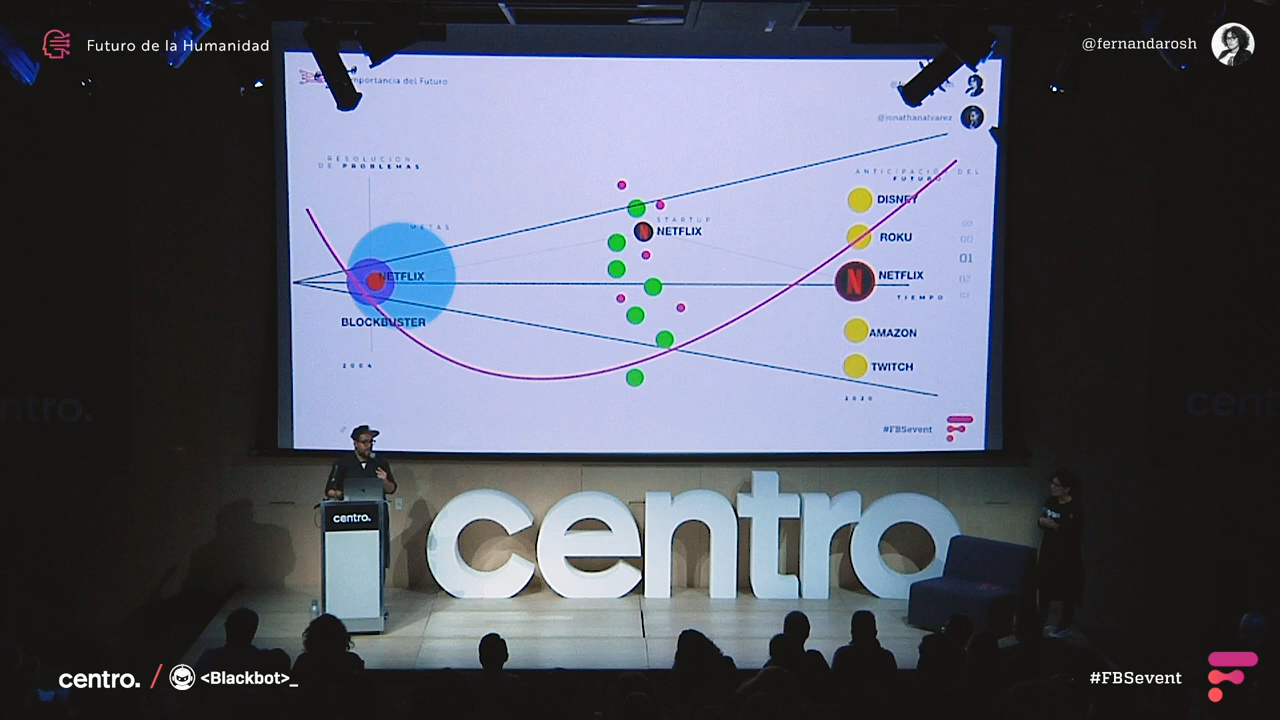 Futuro de la Humanidad
@fernandarosh
Importancia del Futuro
@jonathanalvarez
RESOLUCIÓN
DE PROBLEMAS
ANTICIPACIÓN DEL
FUTURO
METAS
DISNEY
STARTUP
NETFLIX
ROKU
00
00
01
02
03
NETFLIX
N
NETFLIX
TIEMPO
BLOCKBUSTER
AMAZON
TWITCH
2004
2020
#FBSevent
centro.
centro
ntro.
cent
centro. / <Blackbot>_
#FBSevent